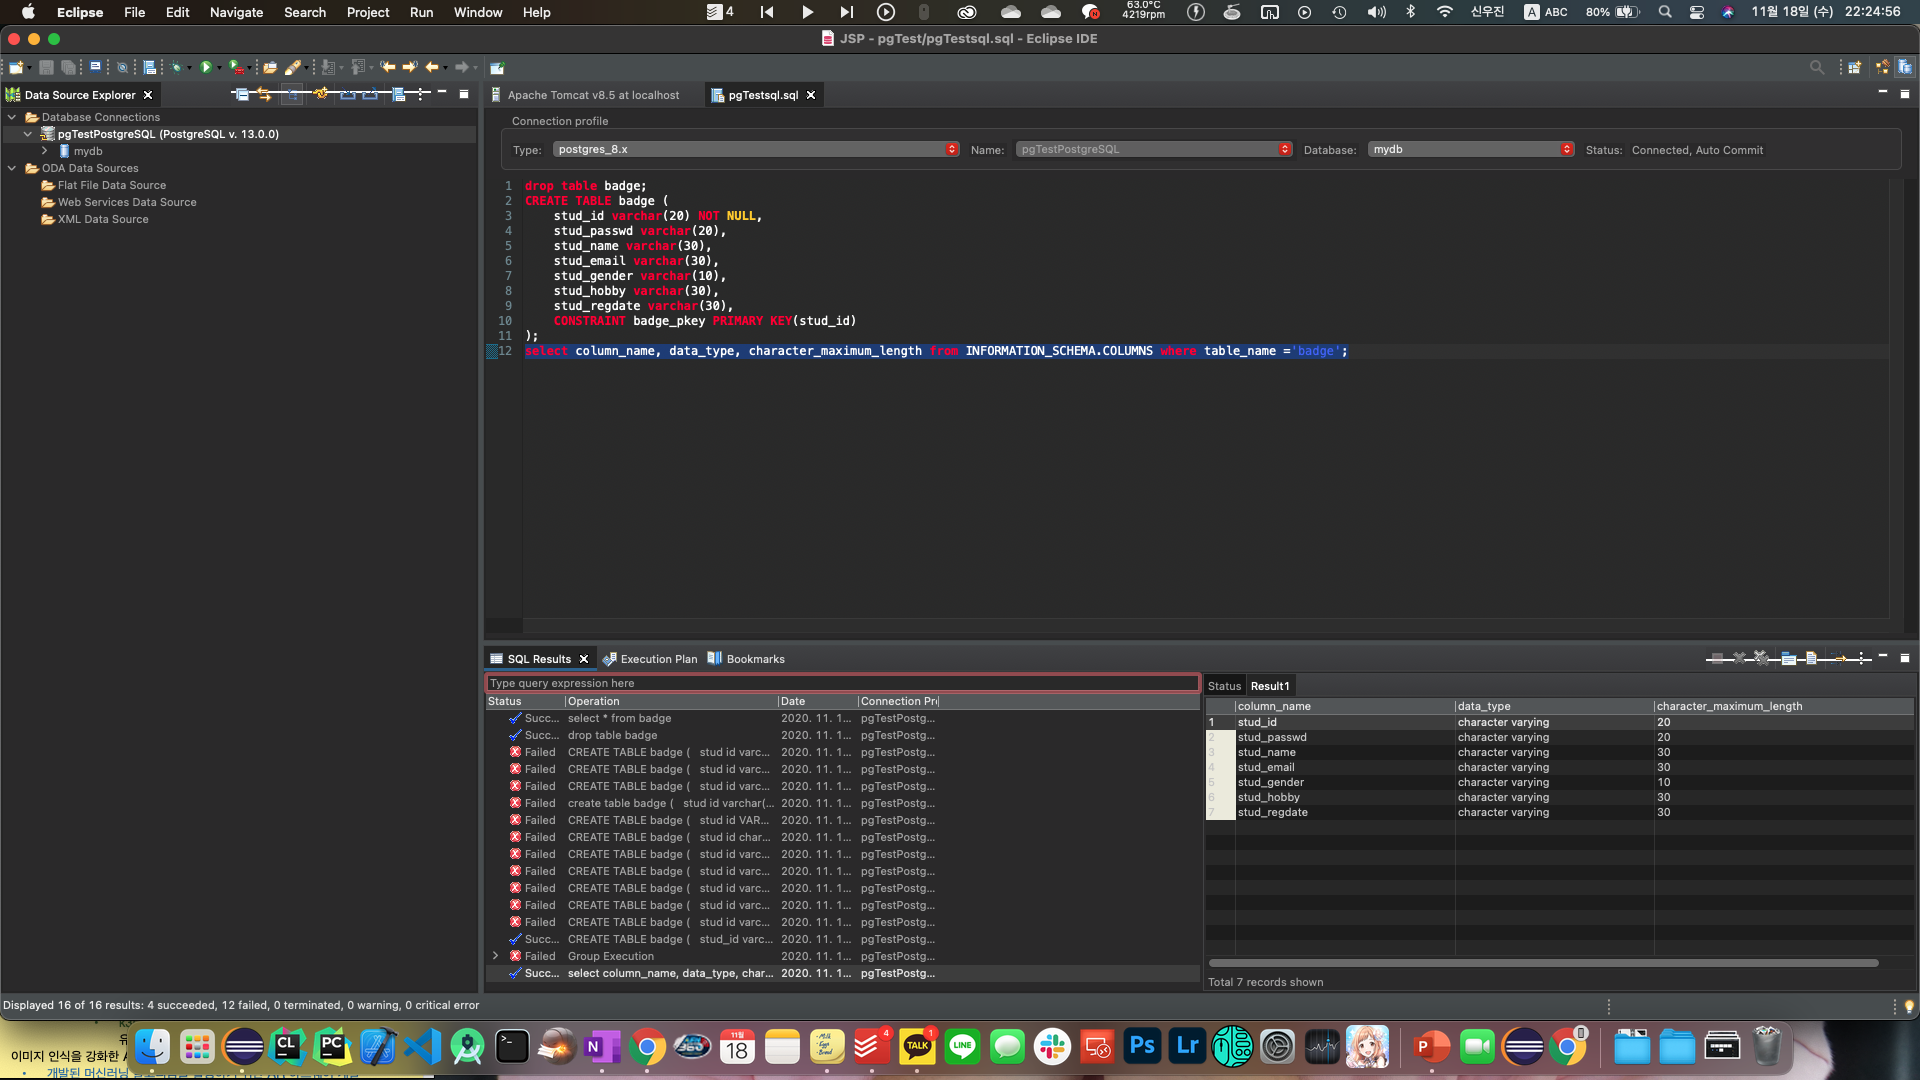 Eclipse File Edit Navigate Search Project Run Window Help 4 63.0°C 4219rpm 신우진 A ABC 80% 11월 18일 (수) 22:24:56
JSP - pgTest/pgTestsql.sql - Eclipse IDE
Data Source Explorer
Database Connections
pgTestPostgreSQL (PostgreSQL v. 13.0.0)
mydb
ODA Data Sources
Flat File Data Source
Web Services Data Source
XML Data Source
Apache Tomcat v8.5 at localhost pgTestsql.sql
Connection profile
Type: postgres_8.x Name: pgTestPostgreSQL Database: mydb Status: Connected, Auto Commit
1 drop table badge;
2 CREATE TABLE badge (
3 stud_id varchar(20) NOT NULL,
4 stud_passwd varchar(20),
5 stud_name varchar(30),
6 stud_email varchar(30),
7 stud_gender varchar(10),
8 stud_hobby varchar(30),
9 stud_regdate varchar(30),
10 CONSTRAINT badge_pkey PRIMARY KEY(stud_id)
11 );
12 select column_name, data_type, character_maximum_length from INFORMATION_SCHEMA.COLUMNS where table_name ='badge';
SQL Results Execution Plan Bookmarks
Type query expression here
Status Operation Date Connection Pr
Succ... select * from badge 2020. 11. 1... pgTestPostg...
Succ... drop table badge 2020. 11. 1... pgTestPostg...
Failed CREATE TABLE badge ( stud id varc... 2020. 11. 1... pgTestPostg...
Failed CREATE TABLE badge ( stud id varc... 2020. 11. 1... pgTestPostg...
Failed CREATE TABLE badge ( stud id varc... 2020. 11. 1... pgTestPostg...
Failed create table badge ( stud id varchar(... 2020. 11. 1... pgTestPostg...
Failed CREATE TABLE badge ( stud id VAR... 2020. 11. 1... pgTestPostg...
Failed CREATE TABLE badge ( stud id char... 2020. 11. 1... pgTestPostg...
Failed CREATE TABLE badge ( stud id varc... 2020. 11. 1... pgTestPostg...
Failed CREATE TABLE badge ( stud id varc... 2020. 11. 1... pgTestPostg...
Failed CREATE TABLE badge ( stud id varc... 2020. 11. 1... pgTestPostg...
Failed CREATE TABLE badge ( stud id varc... 2020. 11. 1... pgTestPostg...
Failed CREATE TABLE badge ( stud id varc... 2020. 11. 1... pgTestPostg...
Succ... CREATE TABLE badge ( stud_id varc... 2020. 11. 1... pgTestPostg...
Failed Group Execution 2020. 11. 1... pgTestPostg...
Succ... select column_name, data_type, char... 2020. 11. 1... pgTestPostg...
Status Result1
column_name data_type character_maximum_length
1 stud_id character varying 20
2 stud_passwd character varying 20
3 stud_name character varying 30
4 stud_email character varying 30
5 stud_gender character varying 10
6 stud_hobby character varying 30
7 stud_regdate character varying 30
Total 7 records shown
Displayed 16 of 16 results: 4 succeeded, 12 failed, 0 terminated, 0 warning, 0 critical error
이미지 인식을 강화한
개발된 머신러닝
CL PC N 11월 18 4 TALK 1 LINE Ps Lr P